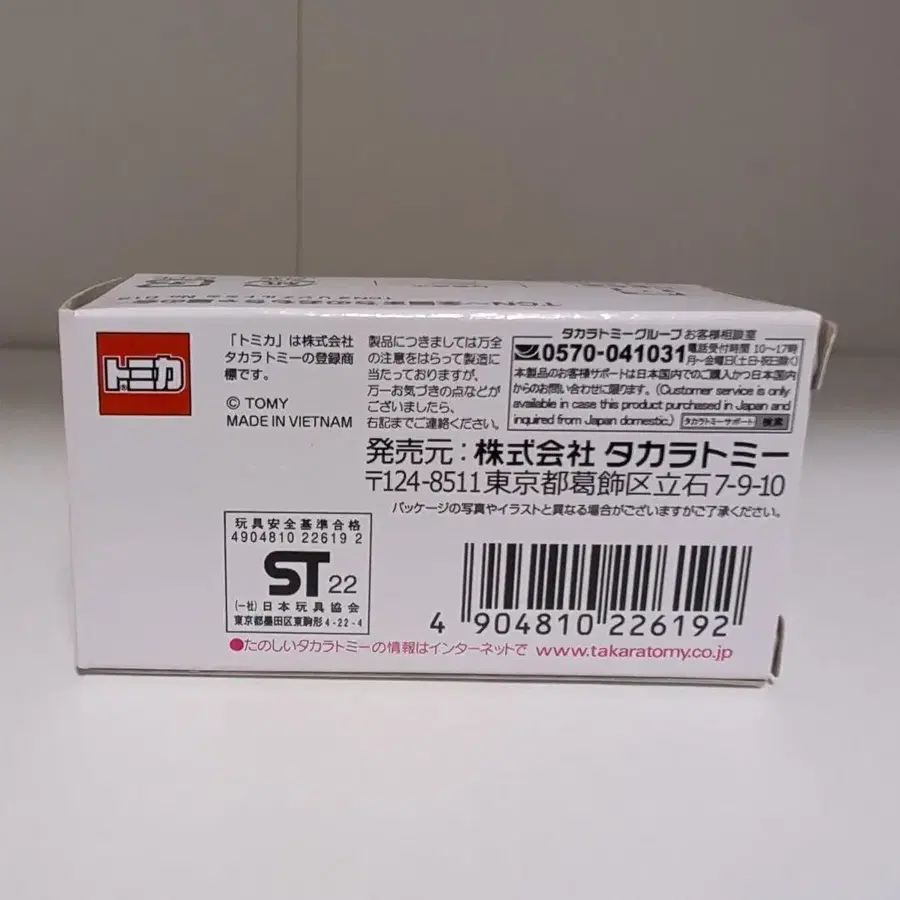 トミカ
「トミカ」は株式会社
タカラトミーの登録商
標です。
© TOMY
MADE IN VIETNAM
製品につきましては万全
の注意をはらって製造に
当たっておりますが、
万一お気づきの点などが
ございましたら、
右記までご連絡ください。
タカラトミーグループ お客様相談室
0570-041031 電話受付時間 10〜17時
月〜金曜日(土日・祝日除く)
本製品のお客様サポートは日本国内でのご購入かつ日本国内
からのお問い合わせに限ります。(Customer service is only
available in case this product purchased in Japan and
inquired from Japan domestic.) タカラトミーサポート 検索
発売元：株式会社 タカラトミー
〒124-8511 東京都葛飾区立石7-9-10
パッケージの写真やイラストと異なる場合がございますがご了承ください。
玩具安全基準合格
4904810 22619 2
ST 22
(一社)日本玩具協会
東京都墨田区東駒形4-22-4
4 904810 226192
●たのしいタカラトミーの情報はインターネットで www.takaratomy.co.jp